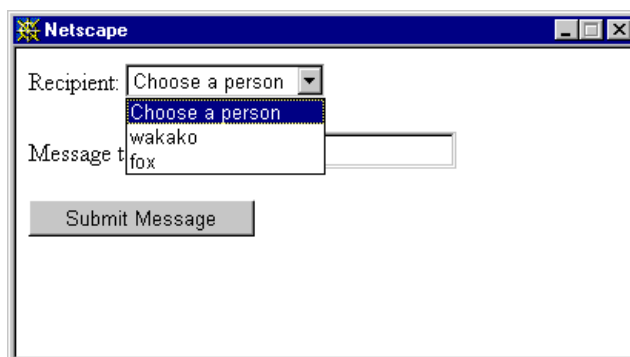 Netscape
Recipient: Choose a person
Choose a person
wakako
Message t
fox
Submit Message